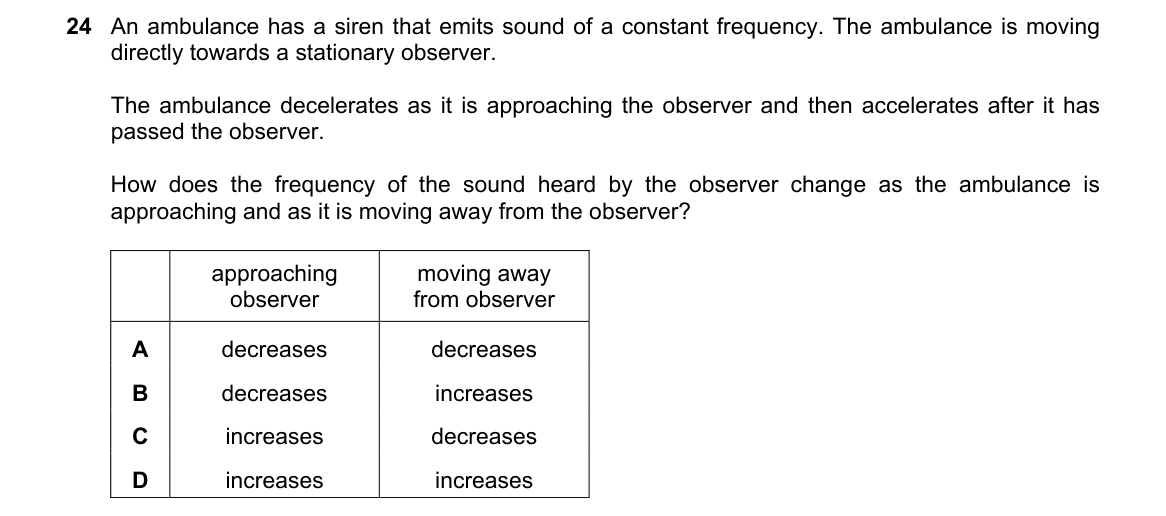 24 An ambulance has a siren that emits sound of a constant frequency. The ambulance is moving
directly towards a stationary observer.
The ambulance decelerates as it is approaching the observer and then accelerates after it has
passed the observer.
How does the frequency of the sound heard by the observer change as the ambulance is
approaching and as it is moving away from the observer?
approaching observer moving away from observer
A decreases decreases
B decreases increases
C increases decreases
D increases increases